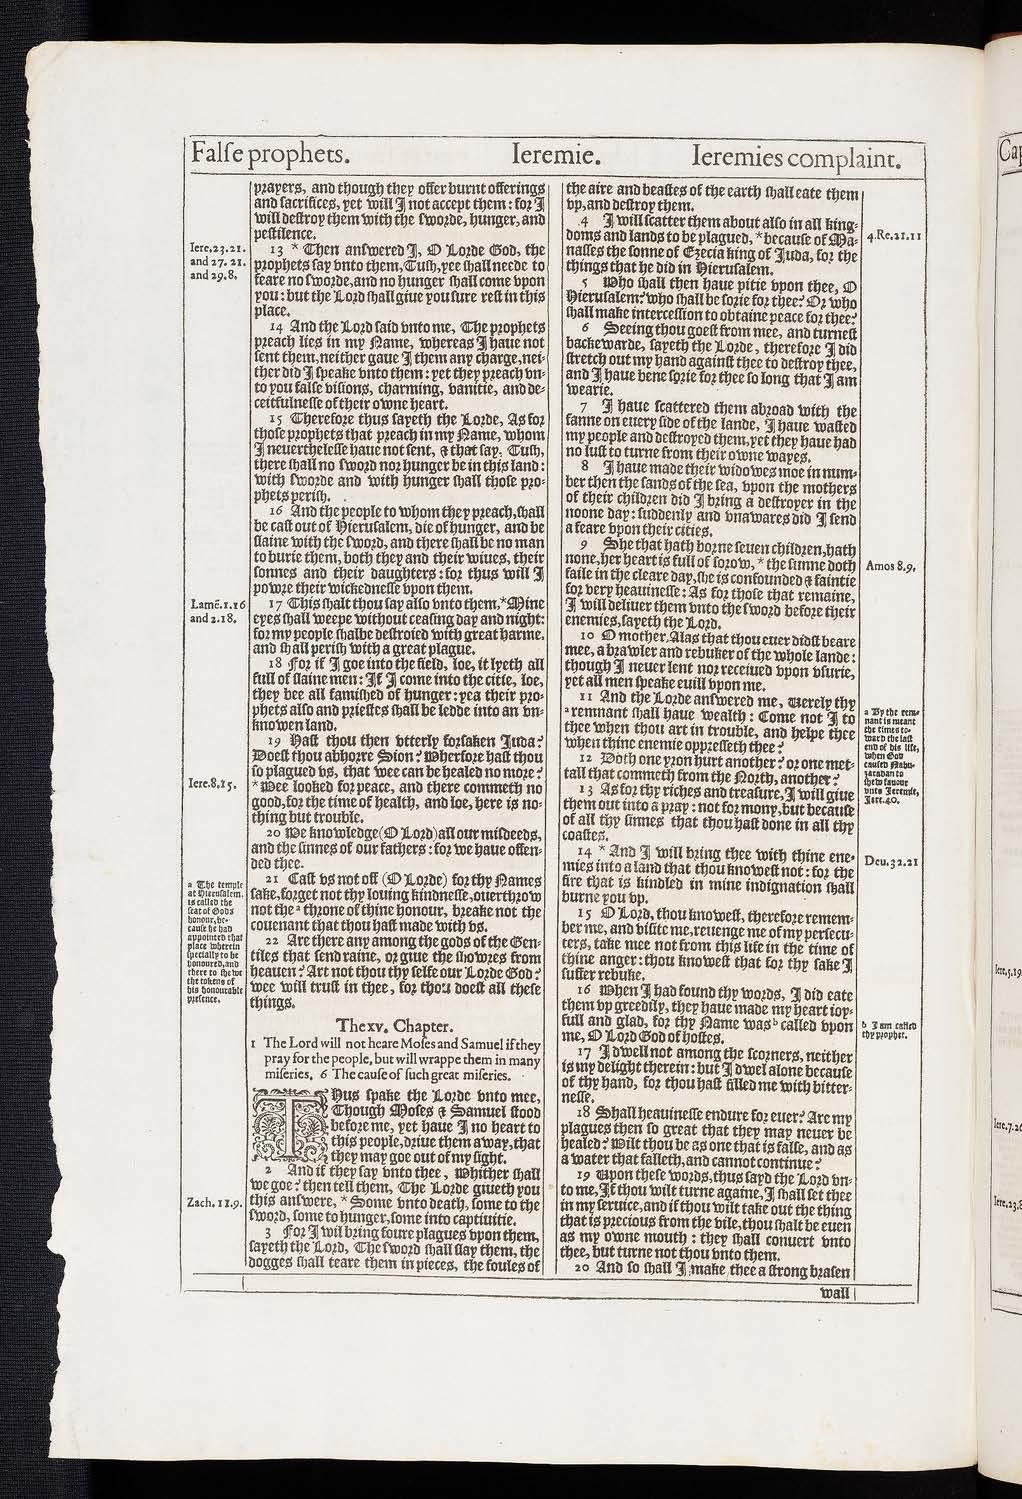 Falſe prophets. Ieremie. Ieremies complaint.
prayers, and though they offer burnt offerings
and ſacrifices, yet will I not accept them: for I
will deſtroy them with the ſworde, hunger, and
peſtilence.
Iere.23.21.
and 27.21.
and 29.8.
13 * Then anſwered I, O Lorde God, the
prophets ſay vnto them, Tuſh, yee ſhall neede to
feare no ſworde, and no hunger ſhall come vpon
you: but the Lord ſhall giue you ſure reſt in this
place.
14 And the Lord ſaid vnto me, The prophets
preach lies in my Name, whereas I haue not
ſent them, neither gaue I them any charge, nei-
ther did I ſpeake vnto them: yet they preach vn-
to you falſe viſions, charming, vanitie, and de-
ceitfulneſſe of their owne heart.
15 Therefore thus ſayeth the Lorde, As for
thoſe prophets that preach in my Name, whom
I neuertheleſſe haue not ſent, & that ſay, Tuſh,
there ſhall no ſword nor hunger be in this land:
with ſworde and with hunger ſhall thoſe pro-
phets periſh.
16 And the people to whom they preach, ſhall
be caſt out of Hieruſalem, die of hunger, and be
ſlaine with the ſword, and there ſhall be no man
to burie them, both they and their wiues, their
ſonnes and their daughters: for thus will I
powre their wickedneſſe vpon them.
Lamẽ.1.16
and 2.18.
17 This ſhalt thou ſay alſo vnto them, *Mine
eyes ſhall weepe without ceaſing day and night:
for my people ſhalbe deſtroied with great harme,
and ſhall periſh with a great plague.
18 For if I goe into the field, loe, it lyeth all
full of ſlaine men: If I come into the citie, loe,
they bee all famiſhed of hunger: yea their pro-
phets alſo and prieſtes ſhall be ledde into an vn-
knowen land.
19 Haſt thou then vtterly forſaken Iuda?
Doeſt thou abhorre Sion? Wherfore haſt thou
ſo plagued vs, that wee can be healed no more?
Iere.8.15.
*Wee looked for peace, and there commeth no
good, for the time of health, and loe, here is no-
thing but trouble.
20 We knowledge (O Lord) all our miſdeeds,
and the ſinnes of our fathers: for we haue offen-
ded thee.
21 Caſt vs not off (O Lorde) for thy Names
ſake, forget not thy louing kindneſſe, ouerthrow
not the a throne of thine honour, breake not the
couenant that thou haſt made with vs.
a The temple
at Hieruſalem,
is called the
ſeat of Gods
honour, be-
cauſe he had
appointed that
place wherein
ſpecially to be
honoured, and
there to ſhewe
the tokens of
his honourable
preſence.
22 Are there any among the gods of the Gen-
tiles that ſend raine, or giue the ſhowres from
heauen? Art not thou thy ſelfe our Lorde God?
wee will truſt in thee, for thou doeſt all theſe
things.
The xv. Chapter.
1 The Lord will not heare Moſes and Samuel if they
pray for the people, but will wrappe them in many
miſeries. 6 The cauſe of ſuch great miſeries.
THus ſpake the Lorde vnto mee,
Though Moſes & Samuel ſtood
before me, yet haue I no heart to
this people, driue them away, that
they may goe out of my ſight.
2 And if they ſay vnto thee, Whither ſhall
we goe? then tell them, The Lorde giueth you
Zach.11.9.
this anſwere, * Some vnto death, ſome to the
ſword, ſome to hunger, ſome into captiuitie.
3 For I wil bring foure plagues vpon them,
ſayeth the Lord, The ſword ſhall ſlay them, the
dogges ſhall teare them in pieces, the foules of
the aire and beaſtes of the earth ſhall eate them
vp, and deſtroy them.
4 I will ſcatter them about alſo in all king-
doms and lands to be plagued, *becauſe of Ma-
naſſes the ſonne of Ezecia king of Iuda, for the
things that he did in Hieruſalem.
4.Re.21.11
5 Who ſhall then haue pitie vpon thee, O
Hieruſalem? who ſhall be ſorie for thee? Or who
ſhall make interceſſion to obtaine peace for thee?
6 Seeing thou goeſt from mee, and turneſt
backewarde, ſayeth the Lorde, therefore I did
ſtretch out my hand againſt thee to deſtroy thee,
and I haue bene ſorie for thee ſo long that I am
wearie.
7 I haue ſcattered them abroad with the
fanne on euery ſide of the lande, I haue waſted
my people and deſtroyed them, yet they haue had
no luſt to turne from their owne wayes.
8 I haue made their widowes moe in num-
ber then the ſands of the ſea, vpon the mothers
of their children did I bring a deſtroyer in the
noone day: ſuddenly and vnawares did I ſend
a feare vpon their cities.
9 She that hath borne ſeuen children, hath
none, her heart is full of ſorow, * the ſunne doth
Amos 8.9.
faile in the cleare day, ſhe is confounded & faintie
for very heauineſſe: As for thoſe that remaine,
I will deliuer them vnto the ſword before their
enemies, ſayeth the Lord.
10 O mother, Alas that thou euer didſt beare
mee, a brawler and rebuker of the whole lande:
though I neuer lent nor receiued vpon vſurie,
yet all men ſpeake euill vpon me.
11 And the Lorde anſwered me, Uerely thy
a remnant ſhall haue wealth: Come not I to
thee when thou art in trouble, and helpe thee
when thine enemie oppreſſeth thee?
a By the rem-
nant is meant
the times to-
ward the laſt
end of his life,
when God
cauſed Nabu-
zaradan to
ſhew fauour
vnto Ieremie,
Iere.40.
12 Doth one yron hurt another? or one met-
tall that commeth from the North, another?
13 As for thy riches and treaſure, I will giue
them out into a pray: not for mony, but becauſe
of all thy ſinnes that thou haſt done in all thy
coaſtes.
14 * And I will bring thee with thine ene-
mies into a land that thou knoweſt not: for the
fire that is kindled in mine indignation ſhall
burne you vp.
Deu.32.21
15 O Lord, thou knoweſt, therefore remem-
ber me, and viſite me, reuenge me of my perſecu-
ters, take mee not from this life in the time of
thine anger: thou knoweſt that for thy ſake I
ſuffer rebuke.
16 When I had found thy words, I did eate
them vp greedily, they haue made my heart ioy-
full and glad, for thy Name was b called vpon
me, O Lord God of hoſtes.
b I am called
thy prophet.
17 I dwell not among the ſcorners, neither
is my delight therein: but I dwel alone becauſe
of thy hand, for thou haſt filled me with bitter-
neſſe.
18 Shall heauineſſe endure for euer? Are my
plagues then ſo great that they may neuer be
healed? Wilt thou be as one that is falſe, and as
a water that falleth, and cannot continue?
19 Upon theſe words, thus ſayd the Lord vn-
to me, If thou wilt turne againe, I ſhall ſet thee
in my ſeruice, and if thou wilt take out the thing
that is precious from the vile, thou ſhalt be euen
as my owne mouth: they ſhall conuert vnto
thee, but turne not thou vnto them.
20 And ſo ſhall I make thee a ſtrong braſen
wall
Cap
Iere.5.19
Iere.7.26
Iere.23.8